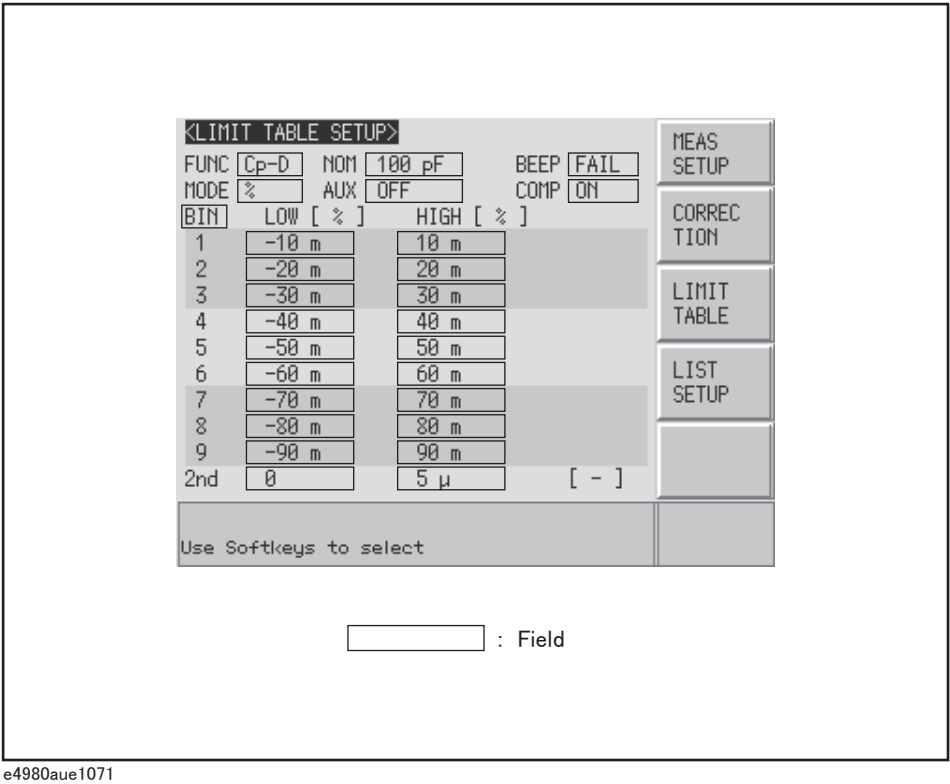 <LIMIT TABLE SETUP>
FUNC Cp-D NOM 100 pF BEEP FAIL
MODE % AUX OFF COMP ON
BIN LOW [ % ] HIGH [ % ]
1 -10 m 10 m
2 -20 m 20 m
3 -30 m 30 m
4 -40 m 40 m
5 -50 m 50 m
6 -60 m 60 m
7 -70 m 70 m
8 -80 m 80 m
9 -90 m 90 m
2nd 0 5 μ [ - ]
MEAS
SETUP
CORREC
TION
LIMIT
TABLE
LIST
SETUP
Use Softkeys to select
: Field
e4980aue1071